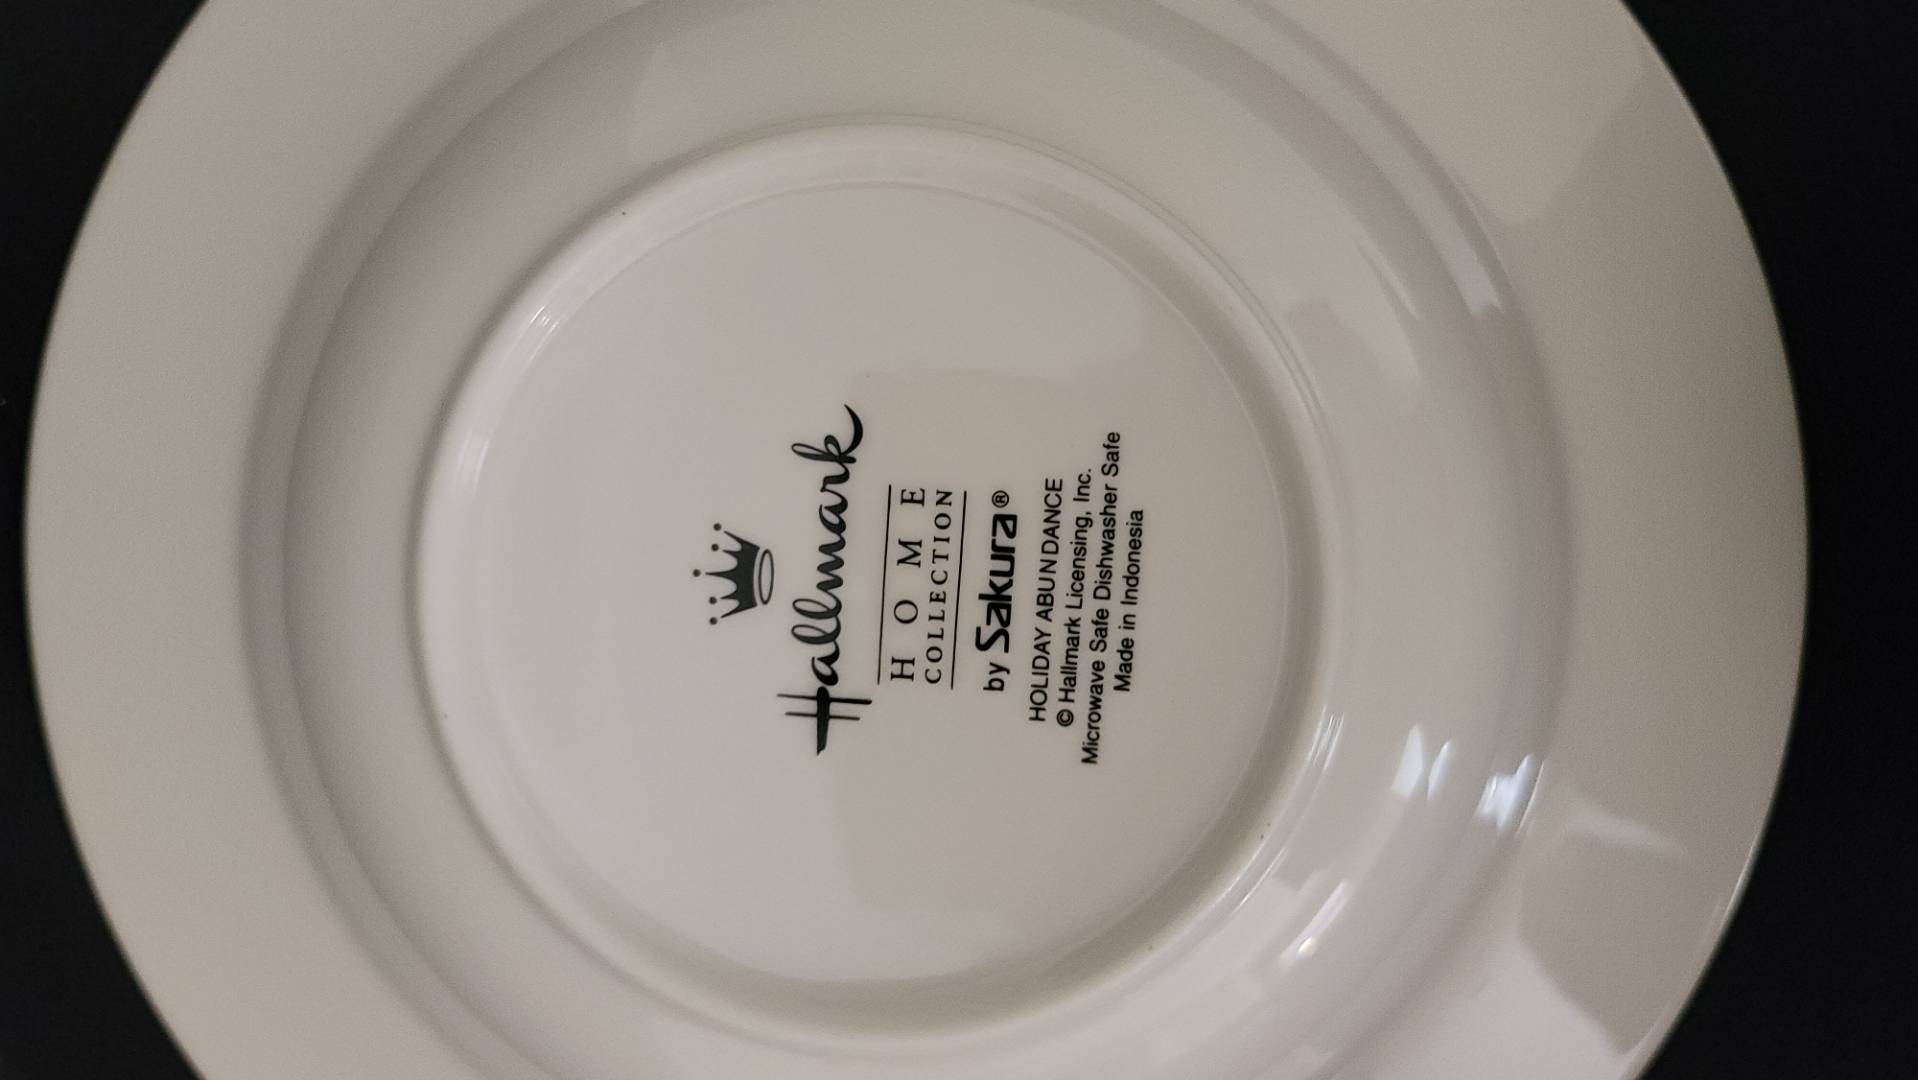 Hallmark
HOME
COLLECTION
by Sakura®
HOLIDAY ABUNDANCE
© Hallmark Licensing, Inc.
Microwave Safe Dishwasher Safe
Made in Indonesia